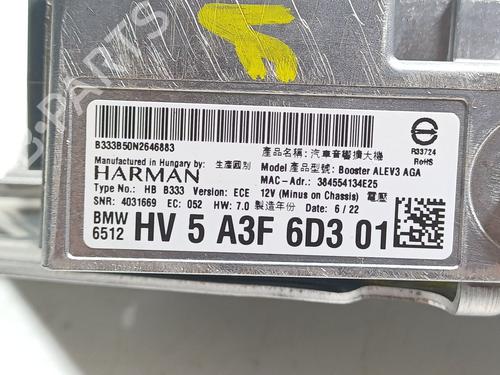 B333B50N2646883
產品名稱: 汽車音響擴大機
R33724
RoHS
Manufactured in Hungary by: 生產國別
HARMAN
Model 產品型號: Booster ALEV3 AGA
MAC-Adr.: 384554134E25
Type No.: HB B333 Version: ECE 12V (Minus on Chassis) 電壓
SNR: 4031669 EC: 052 HW: 7.0 製造年份 Date: 6 / 22
BMW
6512
HV 5 A3F 6D3 01
B-PARTS